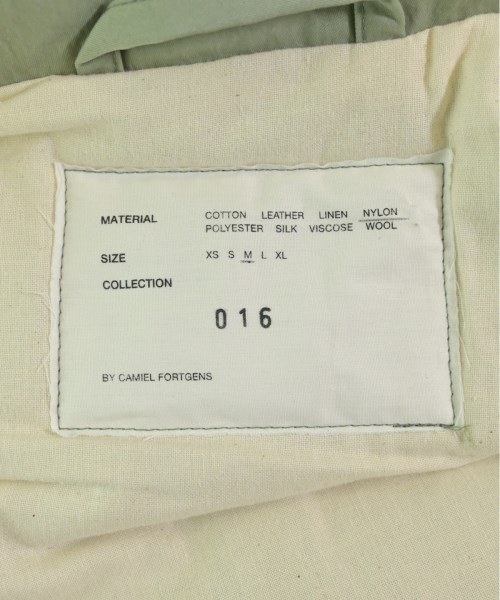 MATERIAL COTTON LEATHER LINEN NYLON
POLYESTER SILK VISCOSE WOOL
SIZE XS S M L XL
COLLECTION
016
BY CAMIEL FORTGENS